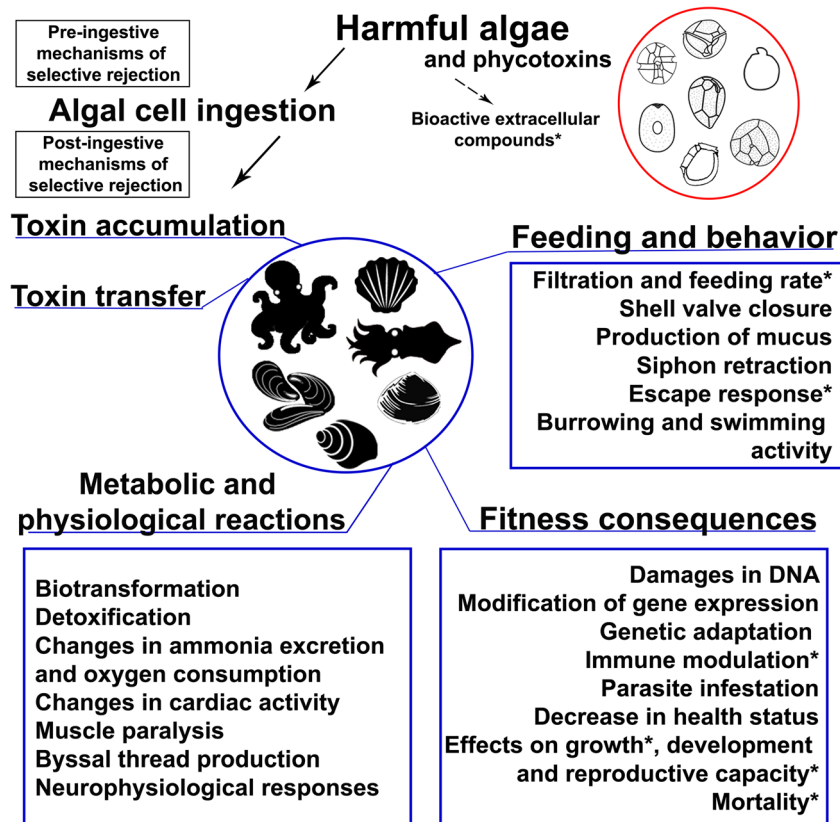 Harmful algae
and phycotoxins
Pre-ingestive
mechanisms of
selective rejection
Algal cell ingestion
Bioactive extracellular
compounds*
Post-ingestive
mechanisms of
selective rejection
Toxin accumulation
Toxin transfer
Feeding and behavior
Filtration and feeding rate*
Shell valve closure
Production of mucus
Siphon retraction
Escape response*
Burrowing and swimming
activity
Metabolic and
physiological reactions
Biotransformation
Detoxification
Changes in ammonia excretion
and oxygen consumption
Changes in cardiac activity
Muscle paralysis
Byssal thread production
Neurophysiological responses
Fitness consequences
Damages in DNA
Modification of gene expression
Genetic adaptation
Immune modulation*
Parasite infestation
Decrease in health status
Effects on growth*, development
and reproductive capacity*
Mortality*